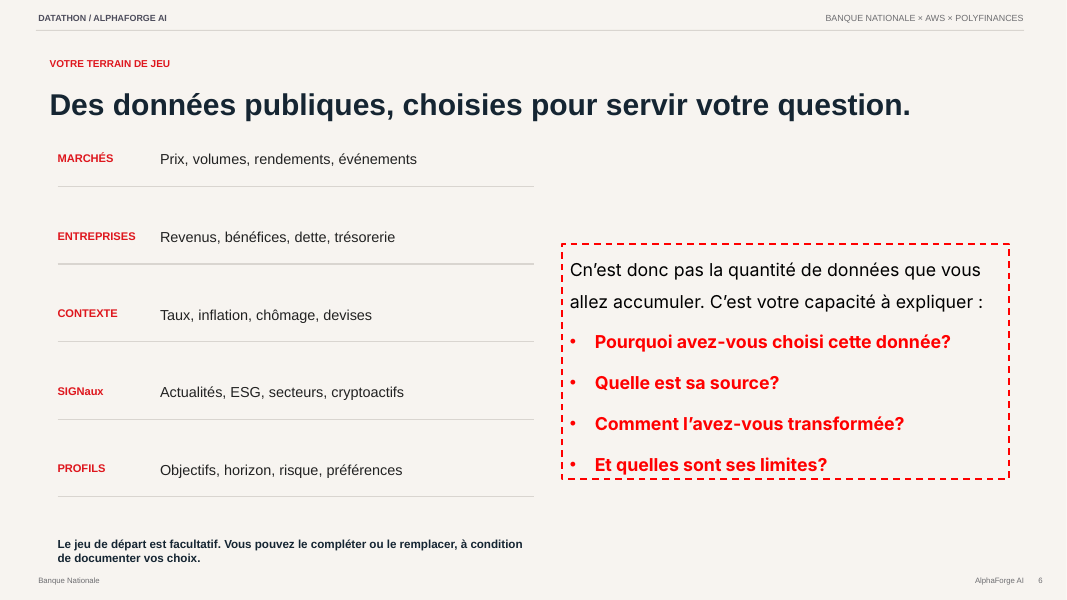 DATATHON / ALPHAFORGE AI
BANQUE NATIONALE × AWS × POLYFINANCES
VOTRE TERRAIN DE JEU
Des données publiques, choisies pour servir votre question.
MARCHÉS
Prix, volumes, rendements, événements
ENTREPRISES
Revenus, bénéfices, dette, trésorerie
CONTEXTE
Taux, inflation, chômage, devises
SIGNaux
Actualités, ESG, secteurs, cryptoactifs
PROFILS
Objectifs, horizon, risque, préférences
Le jeu de départ est facultatif. Vous pouvez le compléter ou le remplacer, à condition
de documenter vos choix.
Cn’est donc pas la quantité de données que vous
allez accumuler. C’est votre capacité à expliquer :
• Pourquoi avez-vous choisi cette donnée?
• Quelle est sa source?
• Comment l’avez-vous transformée?
• Et quelles sont ses limites?
Banque Nationale
AlphaForge AI 6